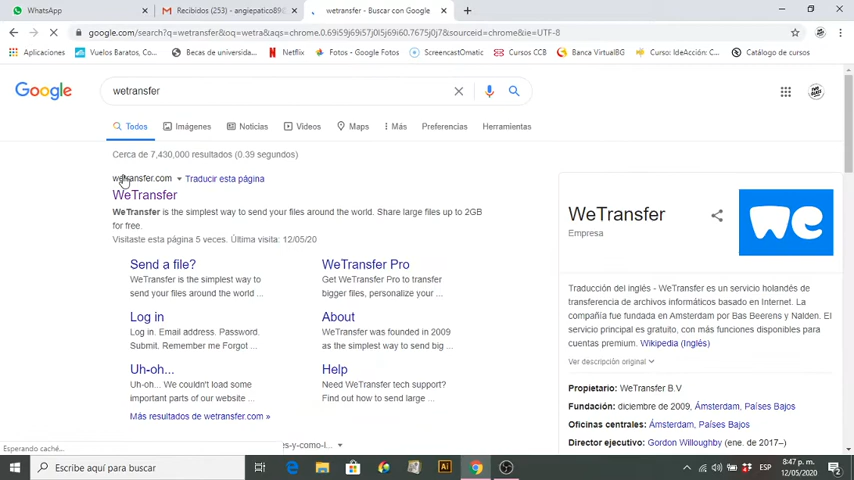 WhatsApp
Recibidos (253) - angiepatico89@
wetransfer - Buscar con Google
google.com/search?q=wetransfer&oq=wetra&aqs=chrome.0.69i59j69i57j0l5j69i60.7675j0j7&sourceid=chrome&ie=UTF-8
Aplicaciones
Vuelos Baratos, Co...
Becas de universida...
Netflix
Fotos - Google Fotos
ScreencastOmatic
Cursos CCB
Banca VirtualBG
Curso: IdeAcción: C...
Catálogo de cursos
Google
wetransfer
Todos
Imágenes
Noticias
Videos
Maps
Más
Preferencias
Herramientas
Cerca de 7,430,000 resultados (0.39 segundos)
wetransfer.com
Traducir esta página
WeTransfer
WeTransfer is the simplest way to send your files around the world. Share large files up to 2GB
for free.
Visitaste esta página 5 veces. Última visita: 12/05/20
Send a file?
WeTransfer is the simplest way to
send your files around the world ...
WeTransfer Pro
Get WeTransfer Pro to transfer
bigger files, personalize your ...
Log in
Log in. Email address. Password.
Submit. Remember me Forgot ...
About
WeTransfer was founded in 2009
as the simplest way to send big ...
Uh-oh...
Uh-oh... We couldn't load some
important parts of our website ...
Help
Need WeTransfer tech support?
Find out how to send large ...
Más resultados de wetransfer.com »
es-y-como-l...
WeTransfer
Empresa
we
Traducción del inglés - WeTransfer es un servicio holandés de
transferencia de archivos informáticos basado en Internet. La
compañía fue fundada en Amsterdam por Bas Beerens y Nalden. El
servicio principal es gratuito, con más funciones disponibles para
cuentas premium. Wikipedia (Inglés)
Ver descripción original
Propietario: WeTransfer B.V
Fundación: diciembre de 2009, Ámsterdam, Países Bajos
Oficinas centrales: Ámsterdam, Países Bajos
Director ejecutivo: Gordon Willoughby (ene. de 2017–)
Esperando caché...
Escribe aquí para buscar
Ai
ESP
8:47 p. m.
12/05/2020
2